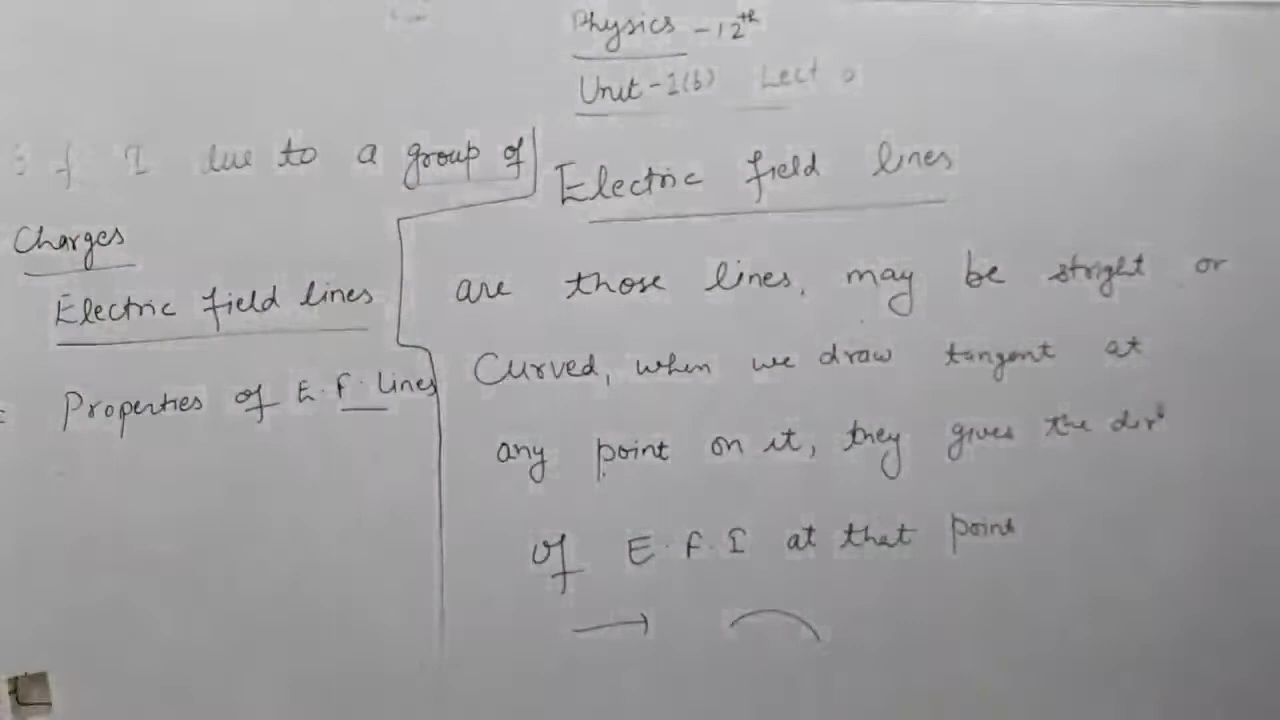 Physics - 12th
Unit - 1(b) Lect
E f I due to a group of
Charges
Electric field lines
Properties of E.F. Lines
Electric field lines
are those lines, may be stright or
Curved, when we draw tangent at
any point on it, they gives the dirⁿ
of E.F.I at that point